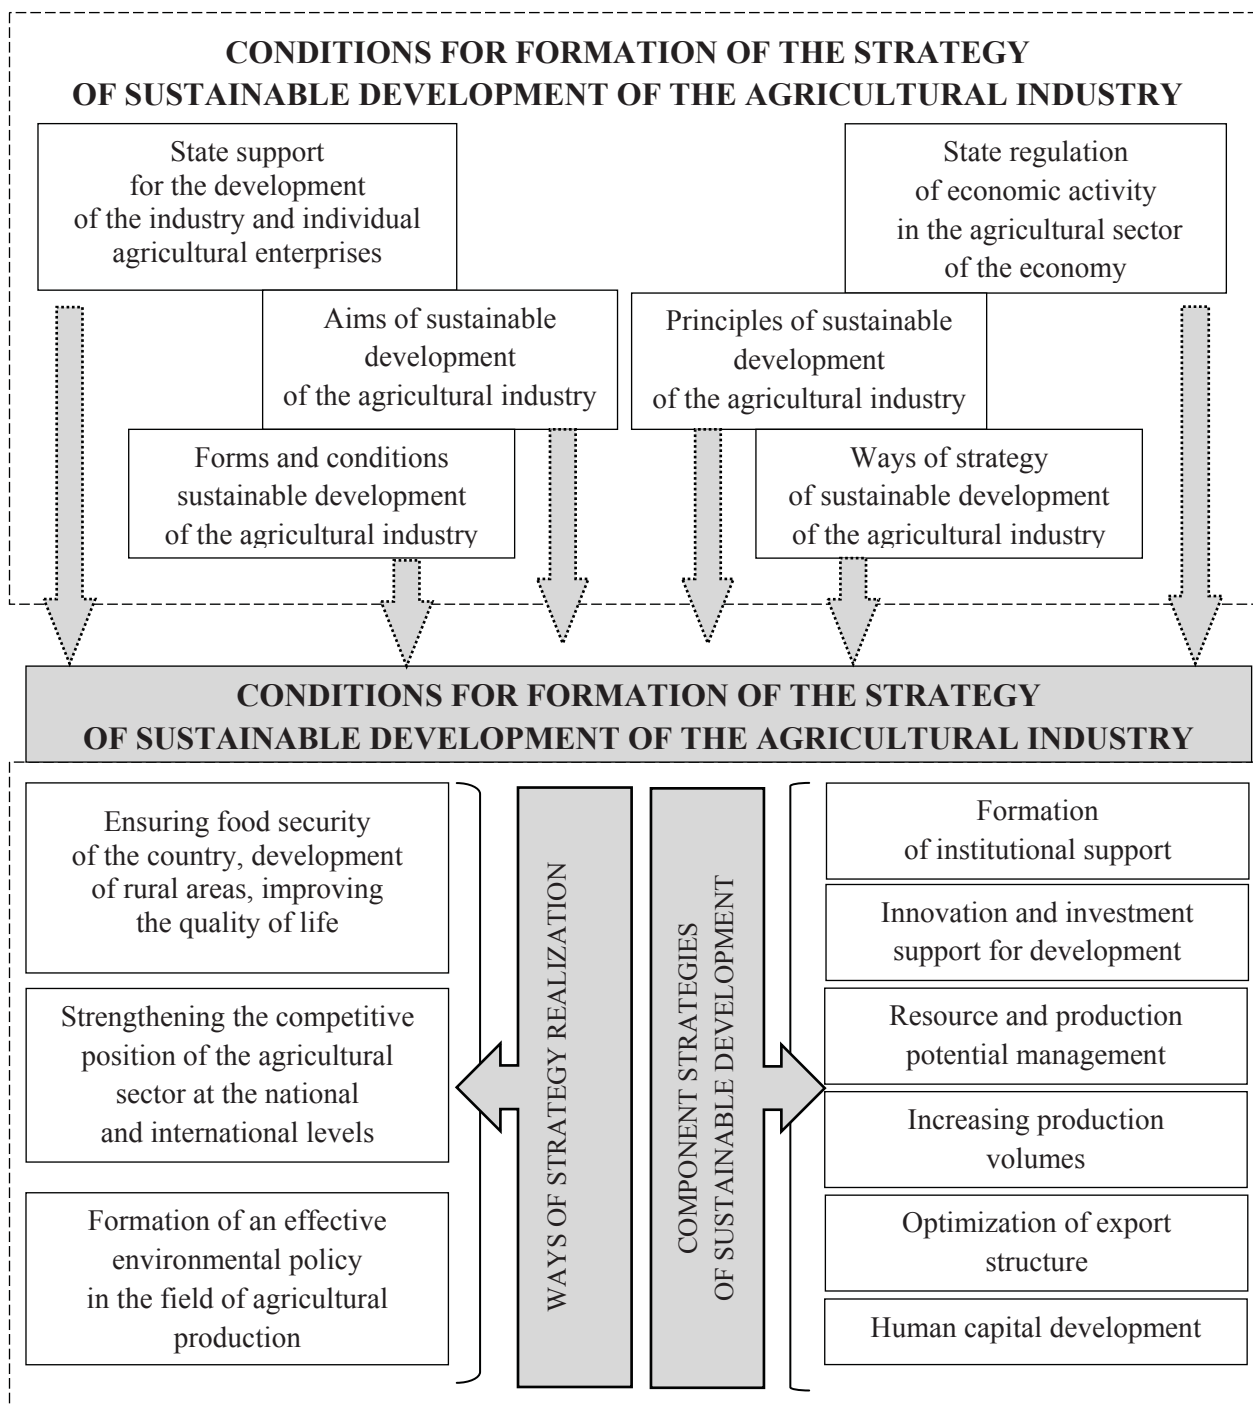 CONDITIONS FOR FORMATION OF THE STRATEGY
OF SUSTAINABLE DEVELOPMENT OF THE AGRICULTURAL INDUSTRY
State support
for the development
of the industry and individual
agricultural enterprises
State regulation
of economic activity
in the agricultural sector
of the economy
Aims of sustainable
development
of the agricultural industry
Principles of sustainable
development
of the agricultural industry
Forms and conditions
sustainable development
of the agricultural industry
Ways of strategy
of sustainable development
of the agricultural industry
CONDITIONS FOR FORMATION OF THE STRATEGY
OF SUSTAINABLE DEVELOPMENT OF THE AGRICULTURAL INDUSTRY
Ensuring food security
of the country, development
of rural areas, improving
the quality of life
Strengthening the competitive
position of the agricultural
sector at the national
and international levels
Formation of an effective
environmental policy
in the field of agricultural
production
WAYS OF STRATEGY REALIZATION
COMPONENT STRATEGIES
OF SUSTAINABLE DEVELOPMENT
Formation
of institutional support
Innovation and investment
support for development
Resource and production
potential management
Increasing production
volumes
Optimization of export
structure
Human capital development